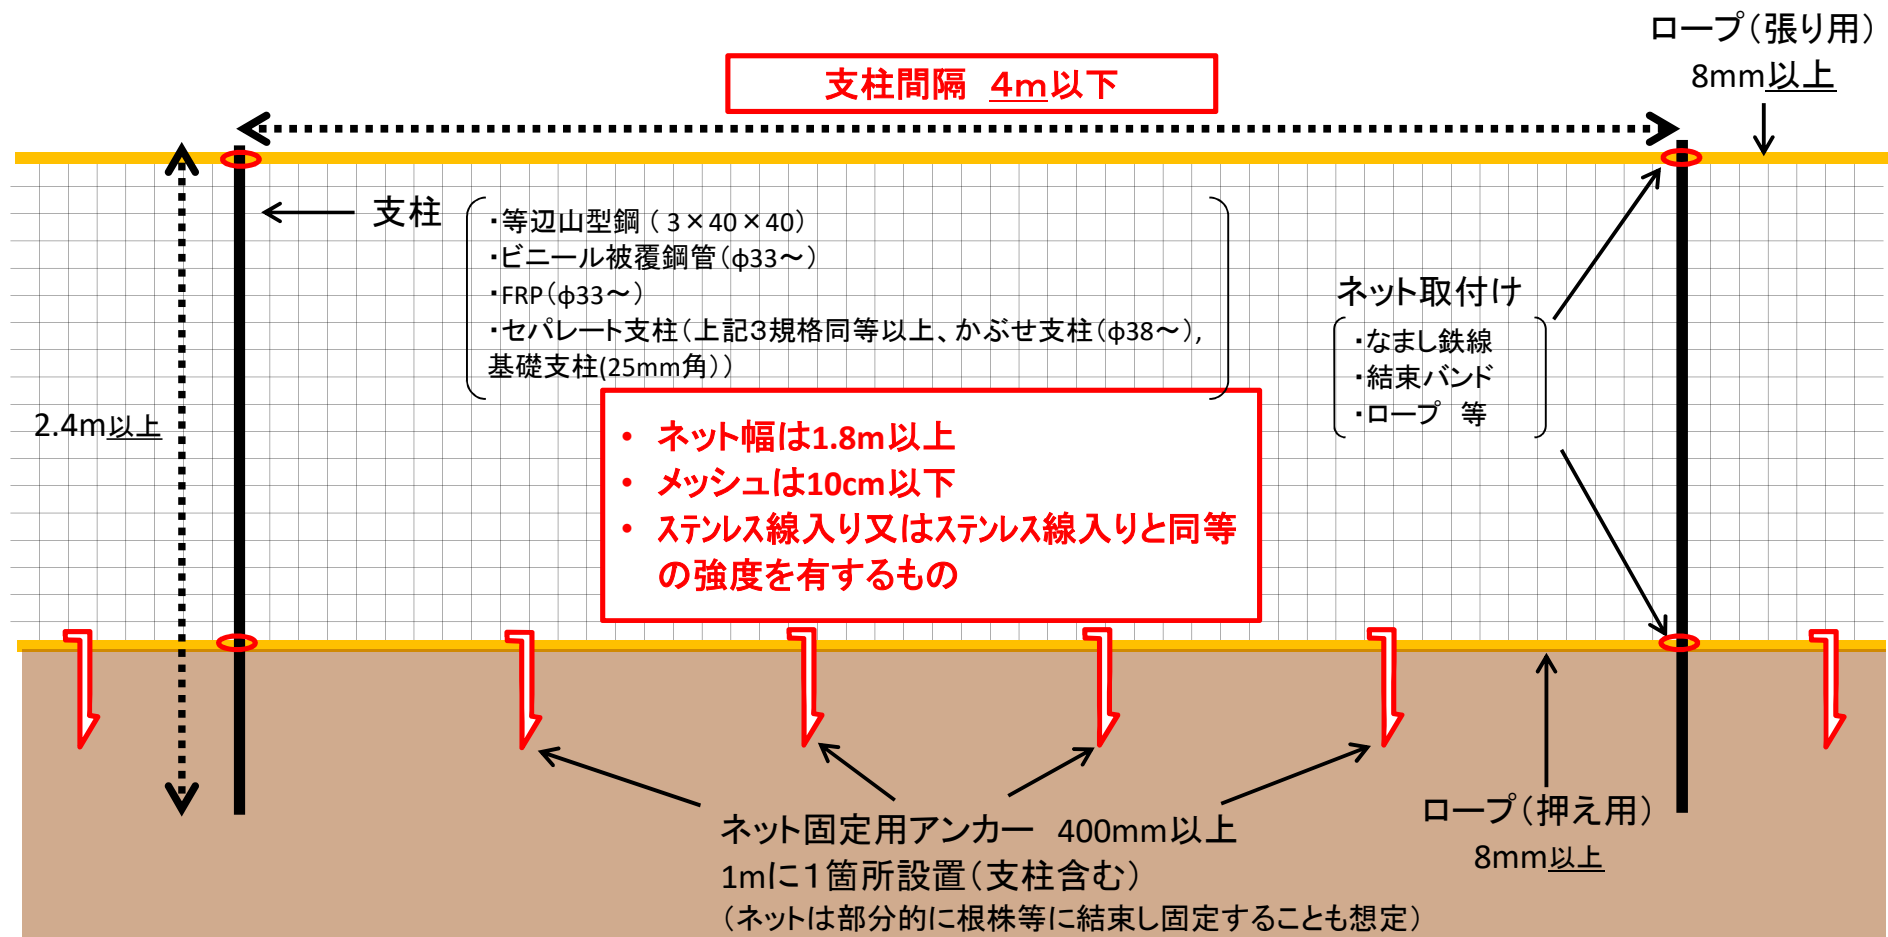 ロープ（張り用）
8mm以上
支柱間隔　4ｍ以下
支柱
・等辺山型鋼（３×40×40）
・ビニール被覆鋼管（φ33～）
・FRP（φ33～）
・セパレート支柱（上記３規格同等以上、かぶせ支柱（φ38～），
基礎支柱(25mm角)）
ネット取付け
・なまし鉄線
・結束バンド
・ロープ　等
2.4m以上
• ネット幅は1.8m以上
• メッシュは10cm以下
• ステンレス線入り又はステンレス線入りと同等
の強度を有するもの
ネット固定用アンカー　400mm以上
1mに１箇所設置（支柱含む）
（ネットは部分的に根株等に結束し固定することも想定）
ロープ（押え用）
8mm以上